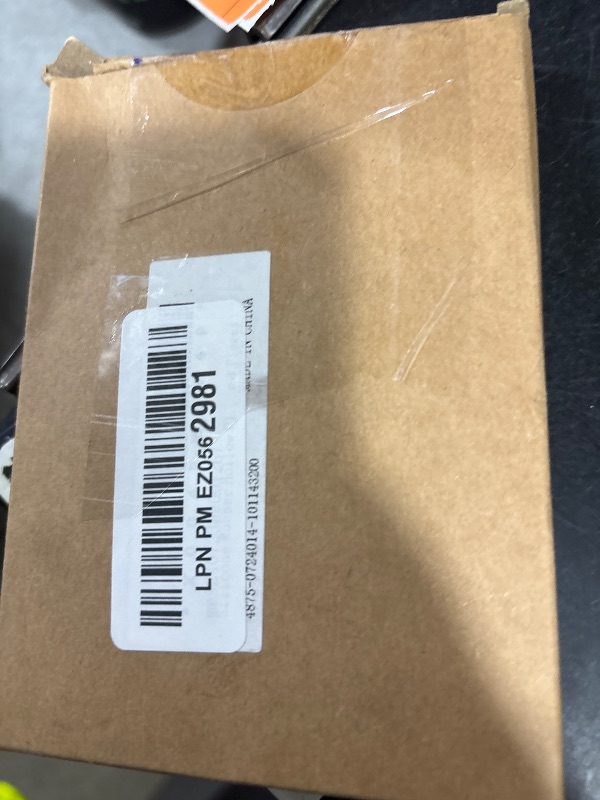 LPN PM EZ0562981
MADE IN CHINA
4875-0724014-101143200